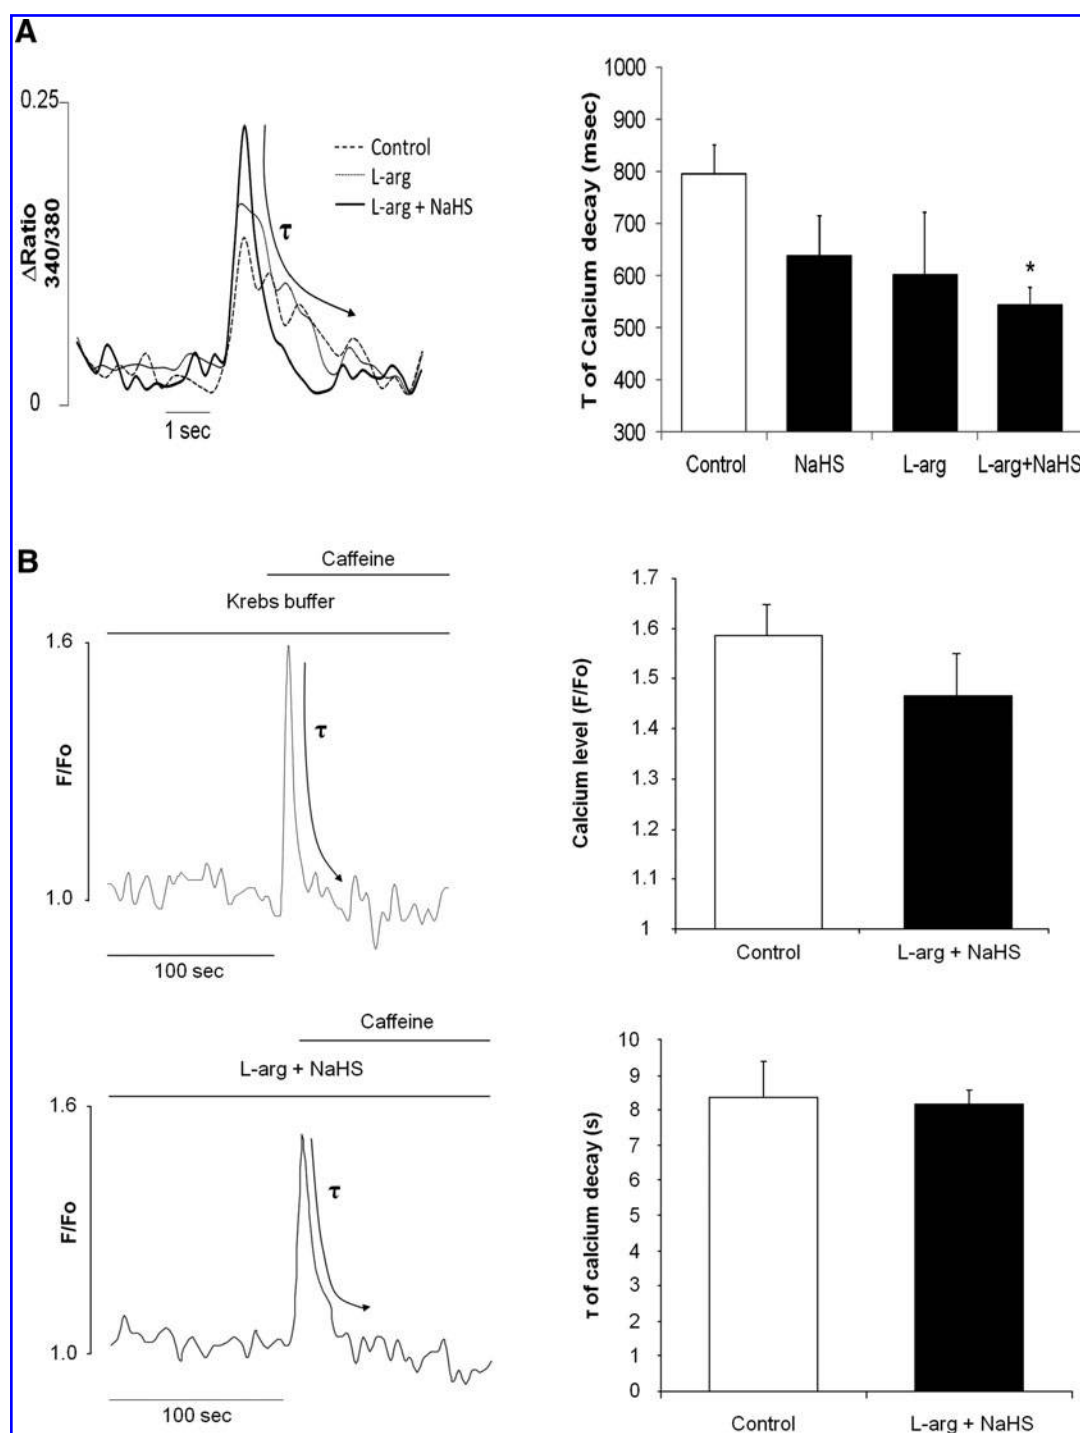 A
0.25
0
ΔRatio
340/380
Control
L-arg
L-arg + NaHS
τ
1 sec
T of Calcium decay (msec)
1000
900
800
700
600
500
400
300
*
Control
NaHS
L-arg
L-arg+NaHS
B
Caffeine
Krebs buffer
1.6
F/Fo
1.0
τ
100 sec
Calcium level (F/Fo)
1.7
1.6
1.5
1.4
1.3
1.2
1.1
1
Control
L-arg + NaHS
Caffeine
L-arg + NaHS
1.6
F/Fo
1.0
τ
100 sec
τ of calcium decay (s)
10
9
8
7
6
5
4
3
2
1
0
Control
L-arg + NaHS